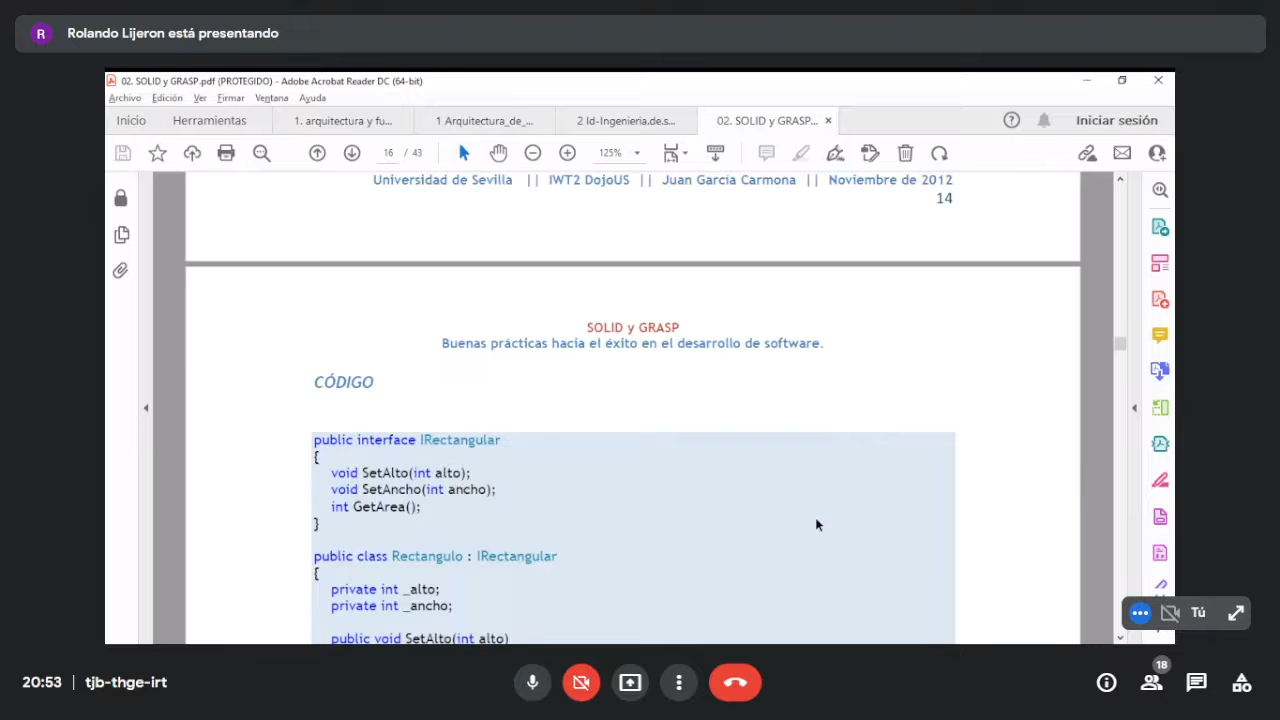 R Rolando Lijeron está presentando
02. SOLID y GRASP.pdf (PROTEGIDO) - Adobe Acrobat Reader DC (64-bit)
Archivo Edición Ver Firmar Ventana Ayuda
Inicio Herramientas 1. arquitectura y fu... 1 Arquitectura_de_... 2 Id-Ingenieria.de.s... 02. SOLID y GRASP... × Iniciar sesión
16 / 43 125%
Universidad de Sevilla || IWT2 DojoUS || Juan García Carmona || Noviembre de 2012
14
SOLID y GRASP
Buenas prácticas hacia el éxito en el desarrollo de software.
CÓDIGO
public interface IRectangular
{
void SetAlto(int alto);
void SetAncho(int ancho);
int GetArea();
}
public class Rectangulo : IRectangular
{
private int _alto;
private int _ancho;
public void SetAlto(int alto)
Tú
20:53 | tjb-thge-irt
18